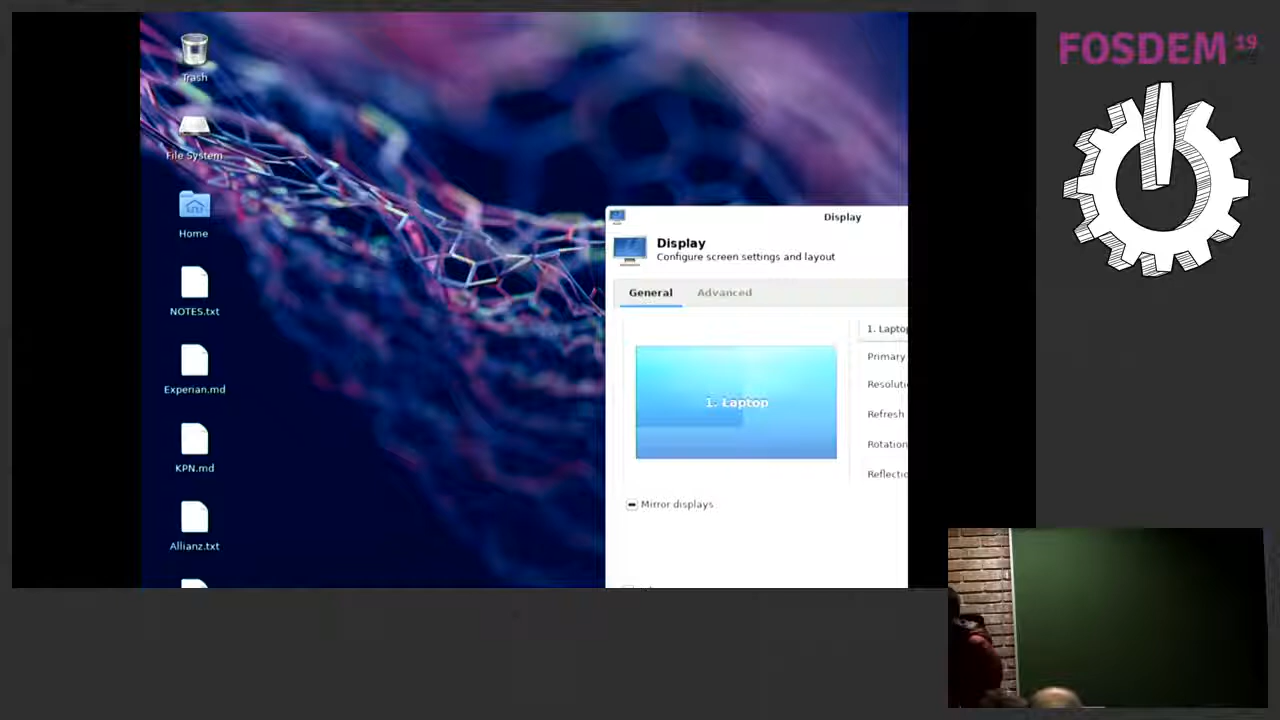 FOSDEM 19
Trash
File System
Home
NOTES.txt
Experian.md
KPN.md
Allianz.txt
Display
Display
Configure screen settings and layout
General
Advanced
1. Laptop
1. Laptop
Primary
Resoluti
Refresh
Rotation
Reflectio
Mirror displays